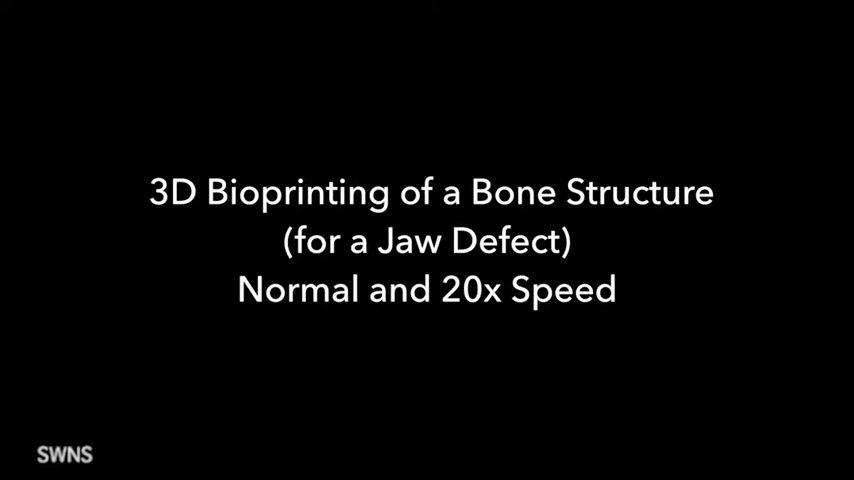 3D Bioprinting of a Bone Structure
(for a Jaw Defect)
Normal and 20x Speed
SWNS